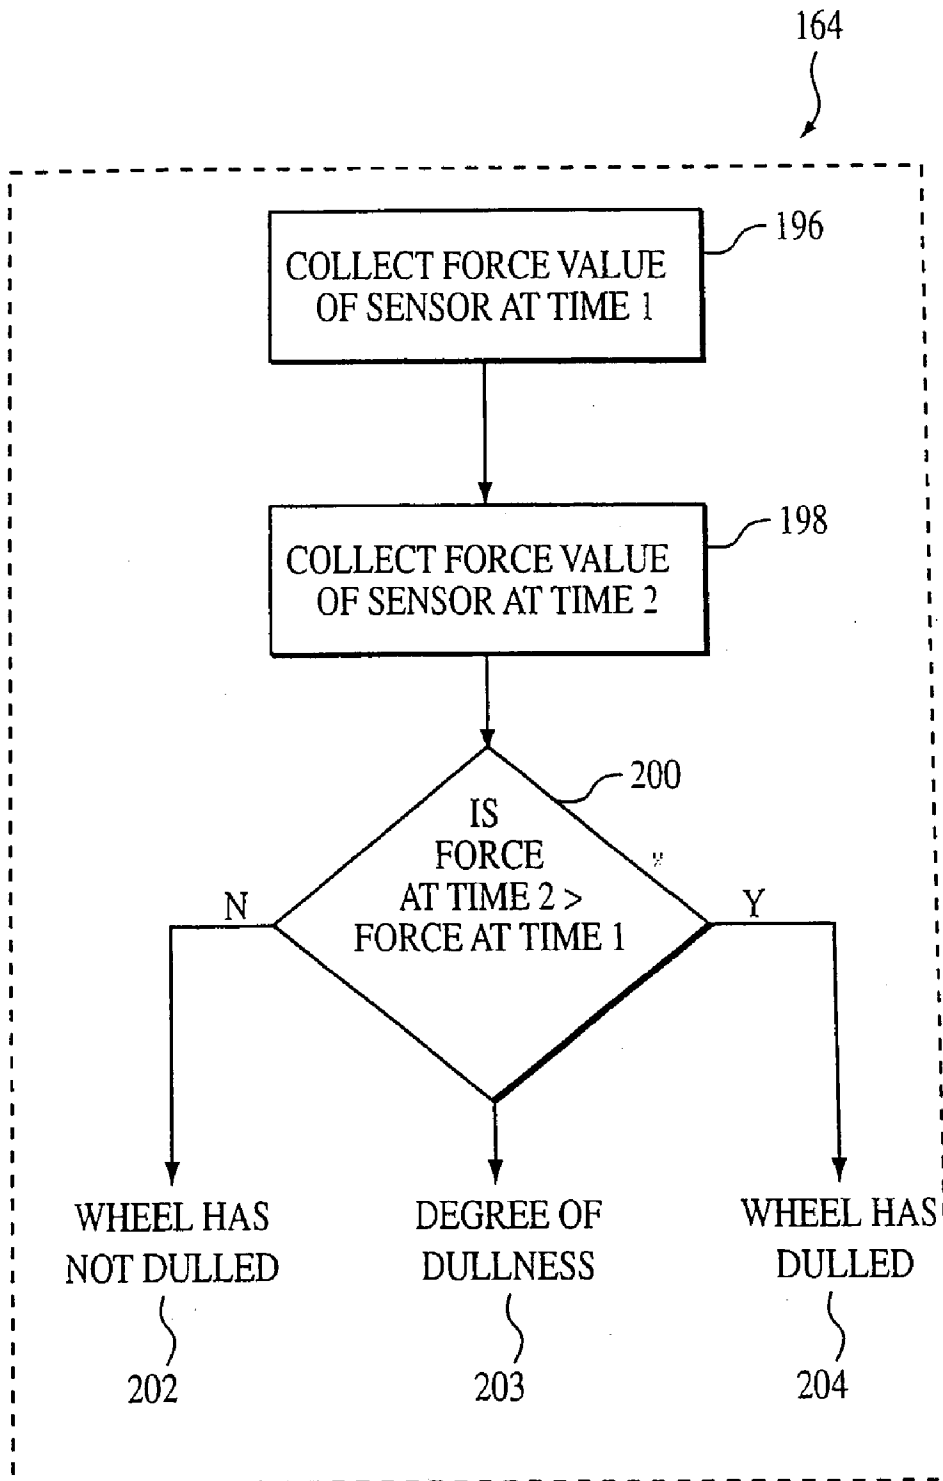 164
196
COLLECT FORCE VALUE
OF SENSOR AT TIME 1
198
COLLECT FORCE VALUE
OF SENSOR AT TIME 2
200
IS
FORCE
AT TIME 2 >
FORCE AT TIME 1
N
Y
WHEEL HAS
NOT DULLED
DEGREE OF
DULLNESS
WHEEL HAS
DULLED
202
203
204